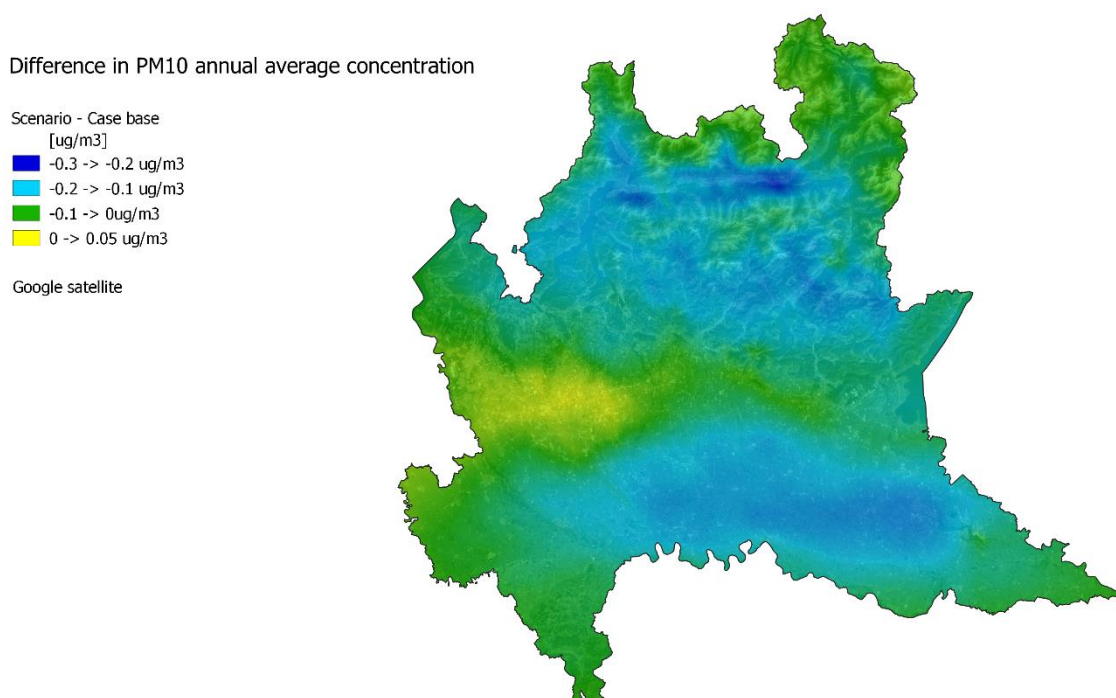 Difference in PM10 annual average concentration
Scenario - Case base
[ug/m3]
-0.3 -> -0.2 ug/m3
-0.2 -> -0.1 ug/m3
-0.1 -> 0ug/m3
0 -> 0.05 ug/m3
Google satellite